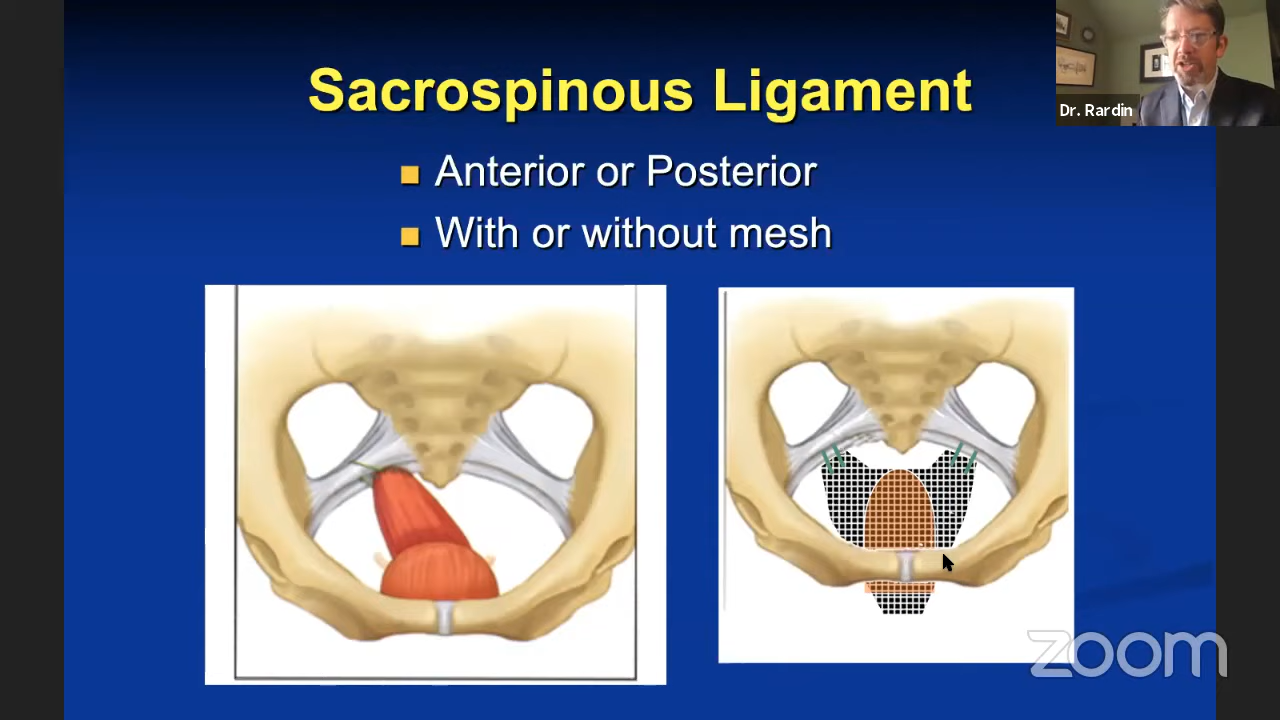 Sacrospinous Ligament
Anterior or Posterior
With or without mesh
Dr. Rardin
zoom